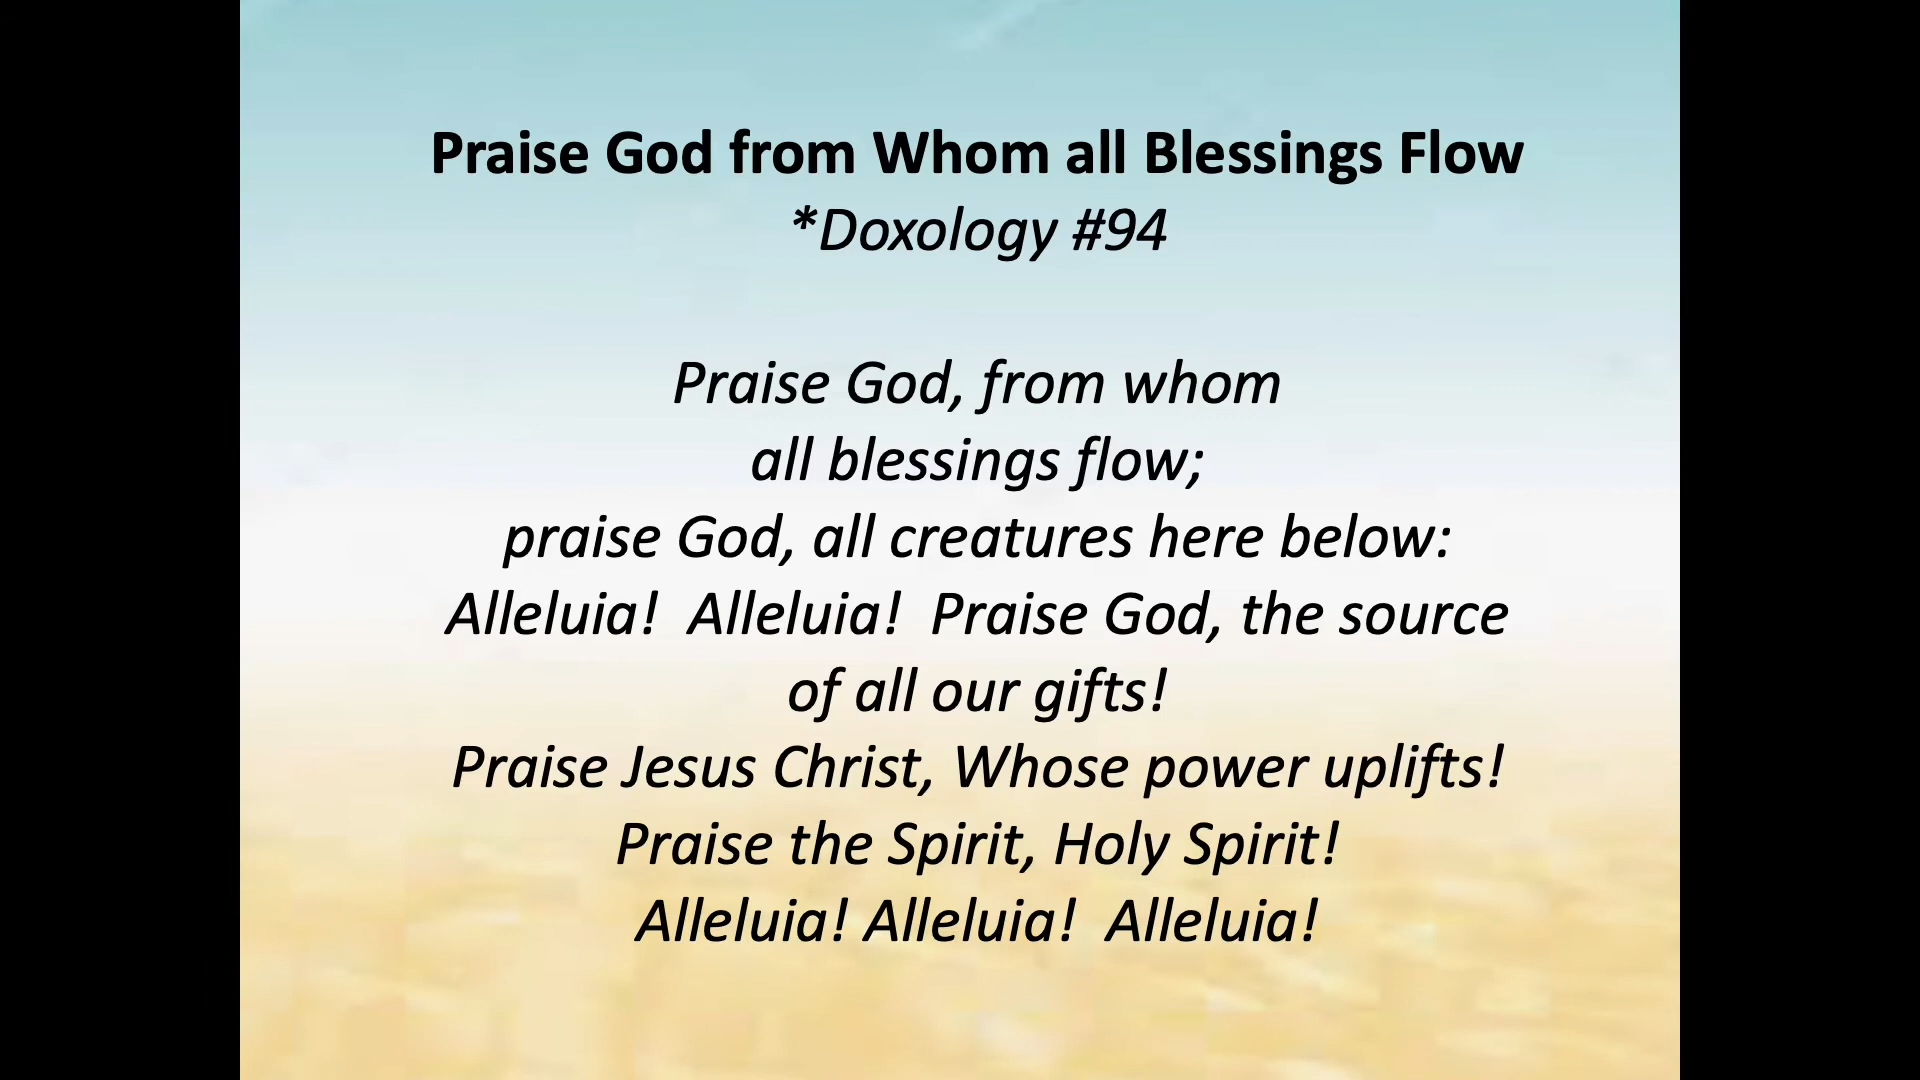 Praise God from Whom all Blessings Flow
*Doxology #94
Praise God, from whom
all blessings flow;
praise God, all creatures here below:
Alleluia!  Alleluia!  Praise God, the source
of all our gifts!
Praise Jesus Christ, Whose power uplifts!
Praise the Spirit, Holy Spirit!
Alleluia! Alleluia!  Alleluia!